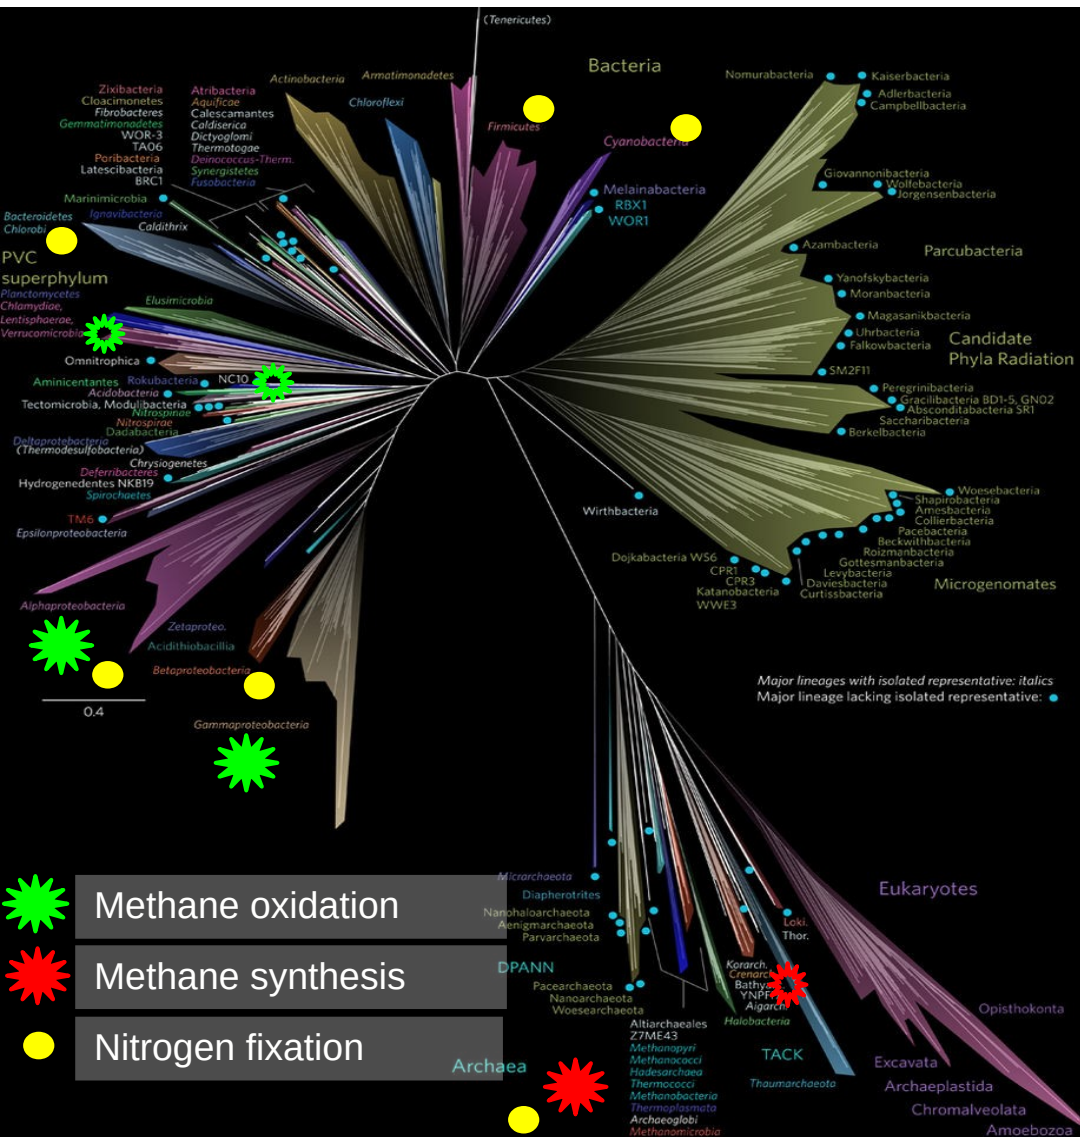 (Tenericutes)
Bacteria
Actinobacteria
Armatimonadetes
Nomurabacteria
Kaiserbacteria
Adlerbacteria
Campbellbacteria
Zixibacteria
Cloacimonetes
Fibrobacteres
Gemmatimonadetes
WOR-3
TA06
Poribacteria
Latescibacteria
BRC1
Atribacteria
Aquificae
Calescamantes
Caldiserica
Dictyoglomi
Thermotogae
Deinococcus-Therm.
Synergistetes
Fusobacteria
Chloroflexi
Firmicutes
Cyanobacteria
Melainabacteria
RBX1
WOR1
Giovannonibacteria
Wolfebacteria
Jorgensenbacteria
Marinimicrobia
Bacteroidetes
Chlorobi
Ignavibacteria
Caldithrix
Azambacteria
Parcubacteria
PVC
superphylum
Planctomycetes
Chlamydiae,
Lentisphaerae,
Verrucomicrobia
Elusimicrobia
Yanofskybacteria
Moranbacteria
Magasanikbacteria
Uhrbacteria
Falkowbacteria
Candidate
Phyla Radiation
SM2F11
Omnitrophica
Aminicentantes
Rokubacteria
NC10
Acidobacteria
Tectomicrobia, Modulibacteria
Nitrospinae
Nitrospirae
Dadabacteria
Peregrinibacteria
Gracilibacteria BD1-5, GN02
Absconditabacteria SR1
Saccharibacteria
Berkelbacteria
Deltaprotebacteria
(Thermodesulfobacteria)
Chrysiogenetes
Deferribacteres
Hydrogenedentes NKB19
Spirochaetes
TM6
Epsilonproteobacteria
Woesebacteria
Shapirobacteria
Amesbacteria
Collierbacteria
Pacebacteria
Beckwithbacteria
Roizmanbacteria
Gottesmanbacteria
Levybacteria
Daviesbacteria
Curtissbacteria
Wirthbacteria
Dojkabacteria WS6
CPR1
CPR3
Katanobacteria
WWE3
Microgenomates
Alphaproteobacteria
Zetaproteo.
Acidithiobacillia
Betaproteobacteria
0.4
Gammaproteobacteria
Major lineages with isolated representative: italics
Major lineage lacking isolated representative:
Methane oxidation
Methane synthesis
Nitrogen fixation
Micrarchaeota
Diapherotrites
Nanohaloarchaeota
Aenigmarchaeota
Parvarchaeota
DPANN
Pacearchaeota
Nanoarchaeota
Woesearchaeota
Archaea
Altiarchaeales
Z7ME43
Methanopyri
Methanococci
Hadesarchaea
Thermococci
Methanobacteria
Thermoplasmata
Archaeoglobi
Methanomicrobia
Halobacteria
Korarch.
Crenarch
Bathy
YNPF
Aigarch.
Loki.
Thor.
TACK
Thaumarchaeota
Eukaryotes
Opisthokonta
Excavata
Archaeplastida
Chromalveolata
Amoebozoa